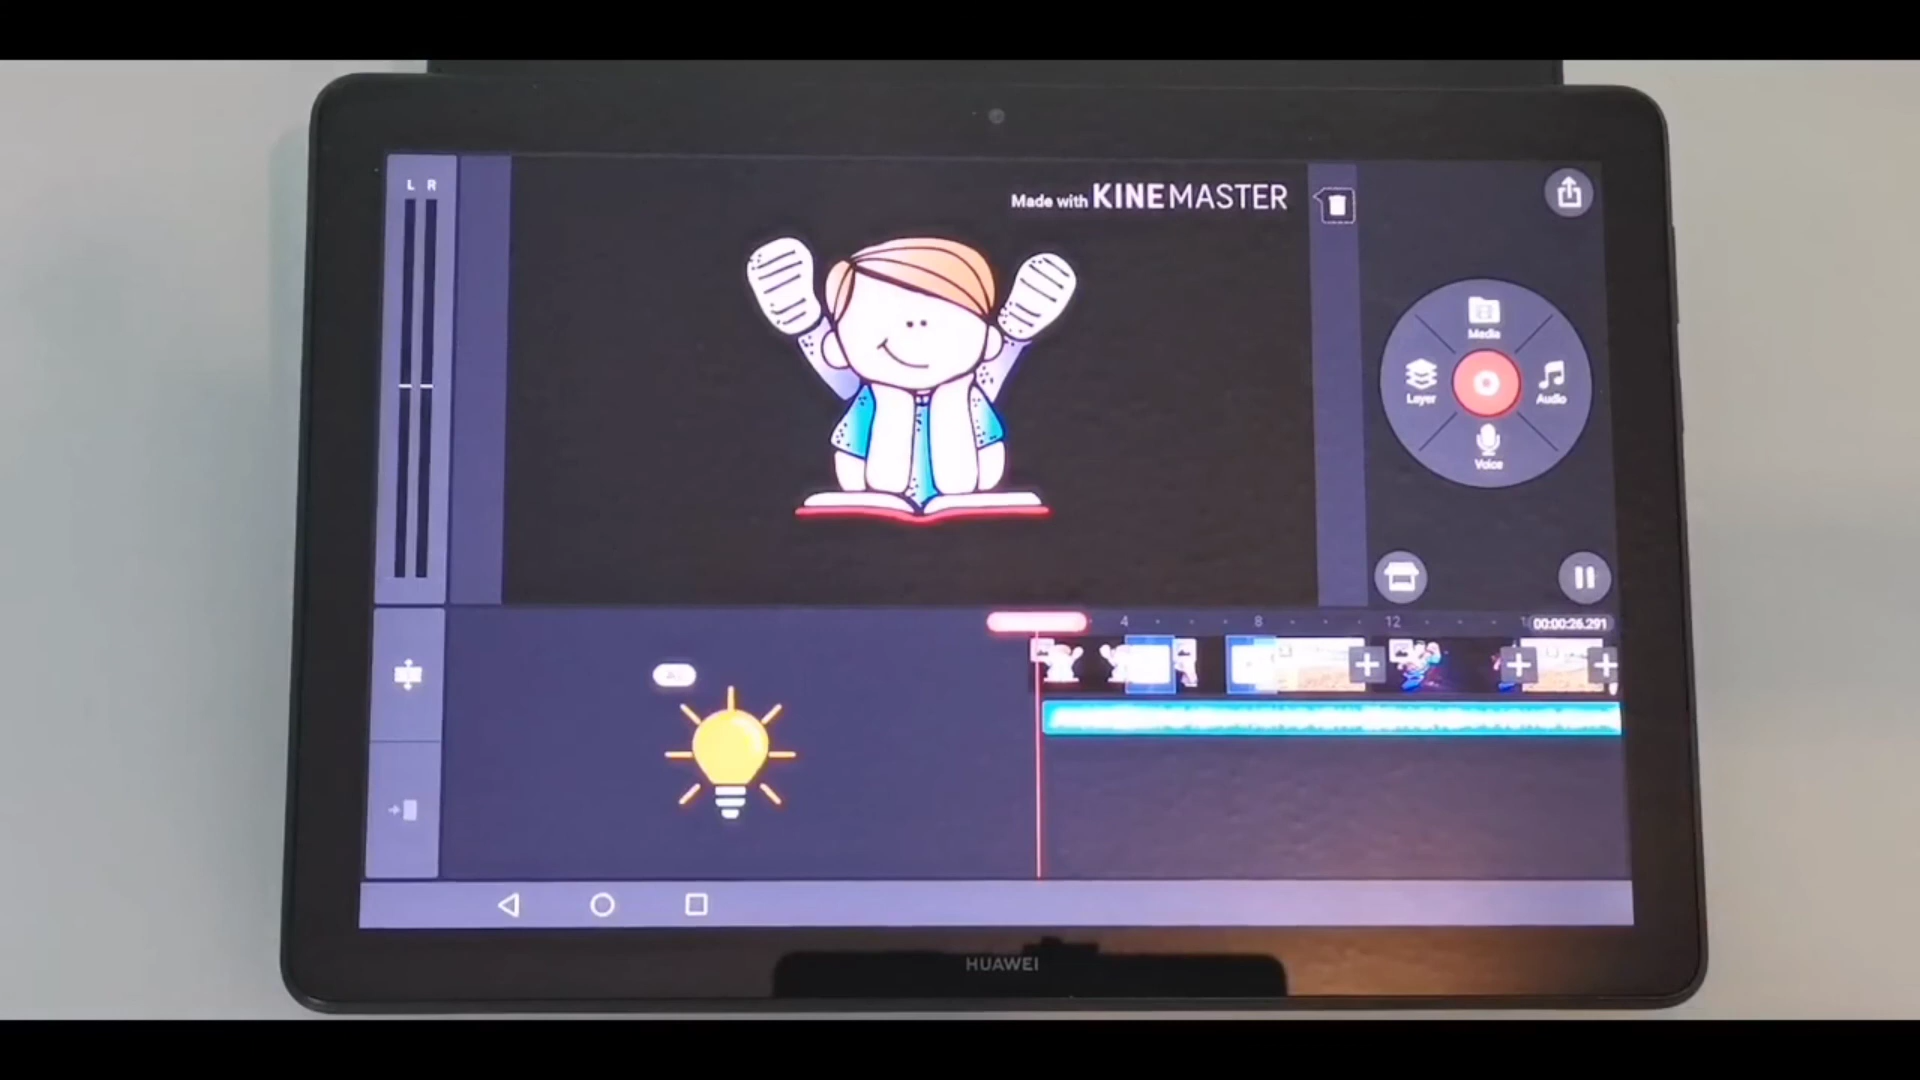 L R
Made with KINEMASTER
Media
Layer
Audio
Voice
4
8
12
00:00:26.291
HUAWEI